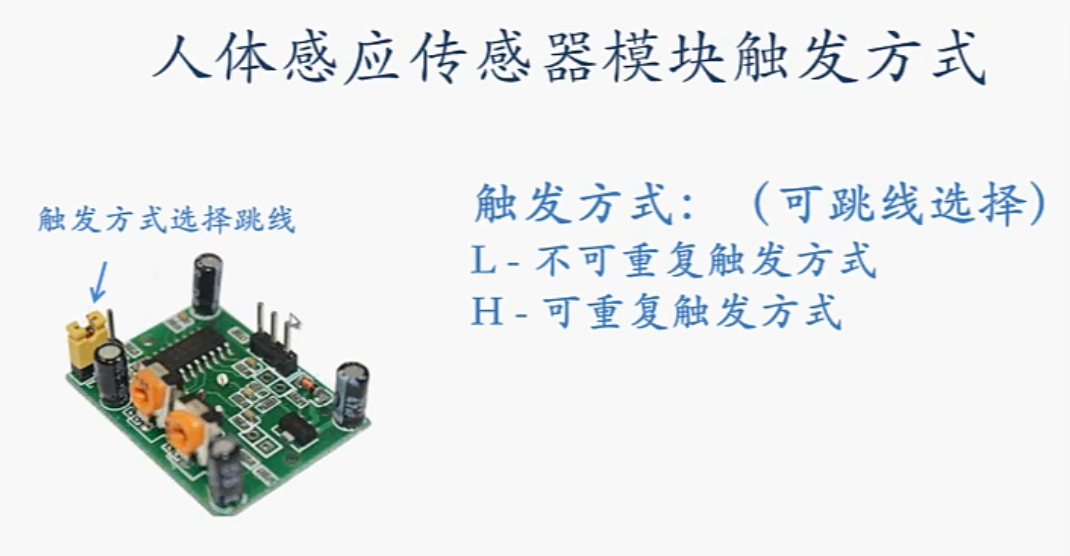 人体感应传感器模块触发方式
触发方式选择跳线
触发方式：（可跳线选择）
L - 不可重复触发方式
H - 可重复触发方式